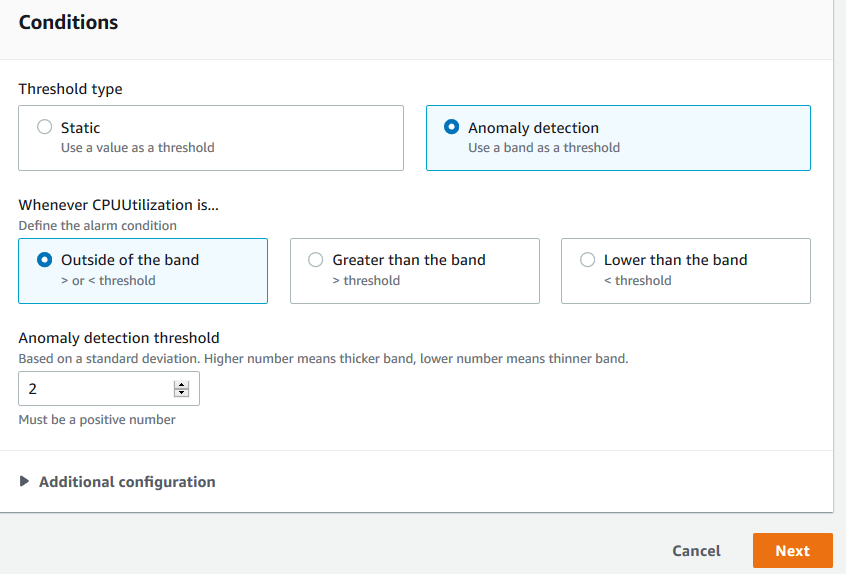 Conditions
Threshold type
Static
Use a value as a threshold
Anomaly detection
Use a band as a threshold
Whenever CPUUtilization is...
Define the alarm condition
Outside of the band
> or < threshold
Greater than the band
> threshold
Lower than the band
< threshold
Anomaly detection threshold
Based on a standard deviation. Higher number means thicker band, lower number means thinner band.
2
Must be a positive number
Additional configuration
Cancel
Next